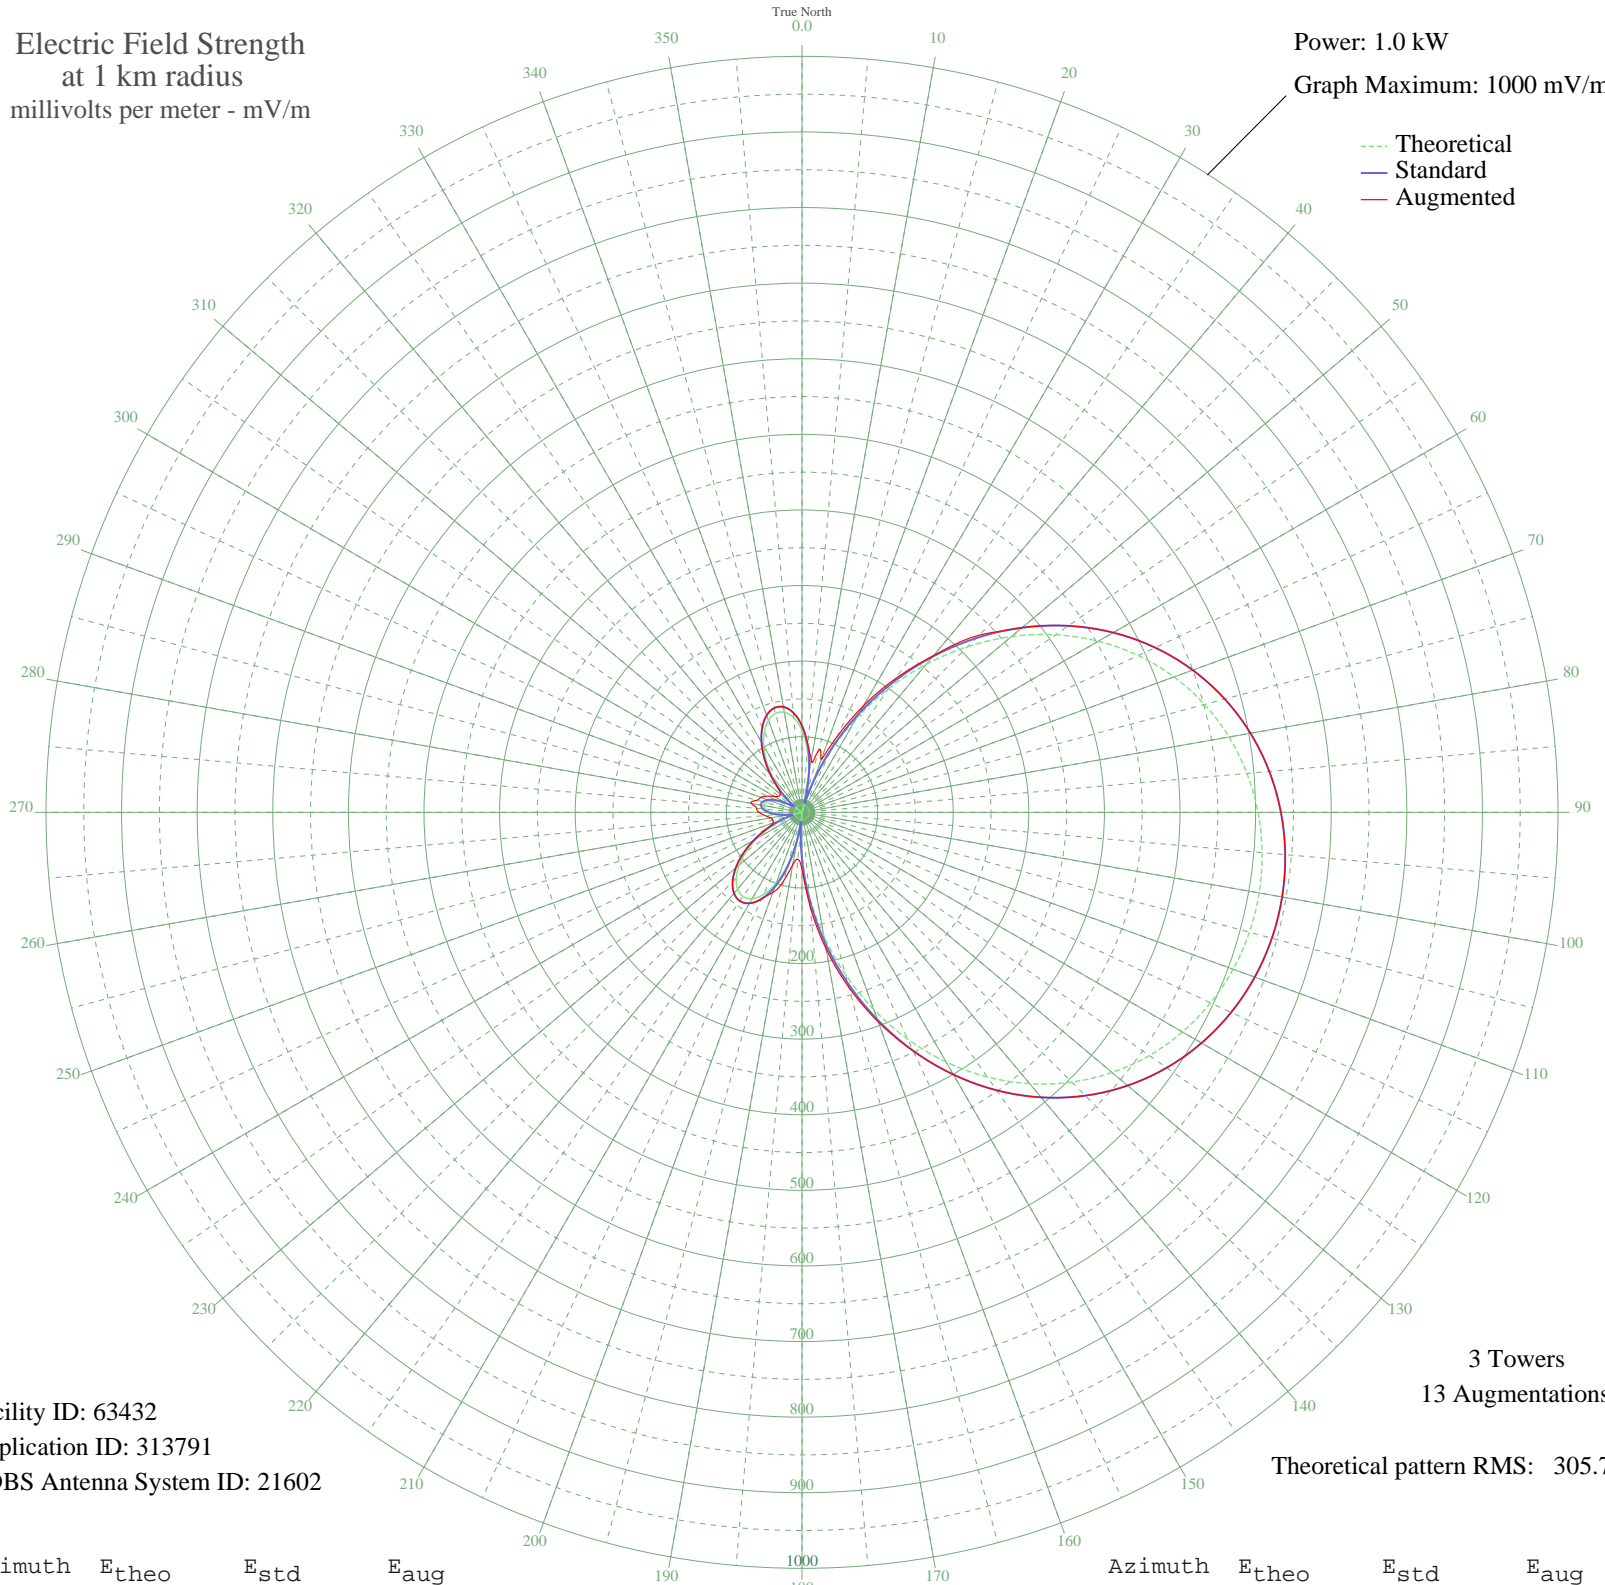 True North
0.0
Electric Field Strength
at 1 km radius
millivolts per meter - mV/m
Power: 1.0 kW
Graph Maximum: 1000 mV/m
Theoretical
Standard
Augmented
10
20
30
40
50
60
70
80
90
100
110
120
130
140
150
160
170
190
200
210
220
230
240
250
260
270
280
290
300
310
320
330
340
350
200
300
400
500
600
700
800
900
1000
3 Towers
13 Augmentations
Theoretical pattern RMS: 305.7
cility ID: 63432
plication ID: 313791
DBS Antenna System ID: 21602
imuth Etheo Estd Eaug
Azimuth Etheo Estd Eaug